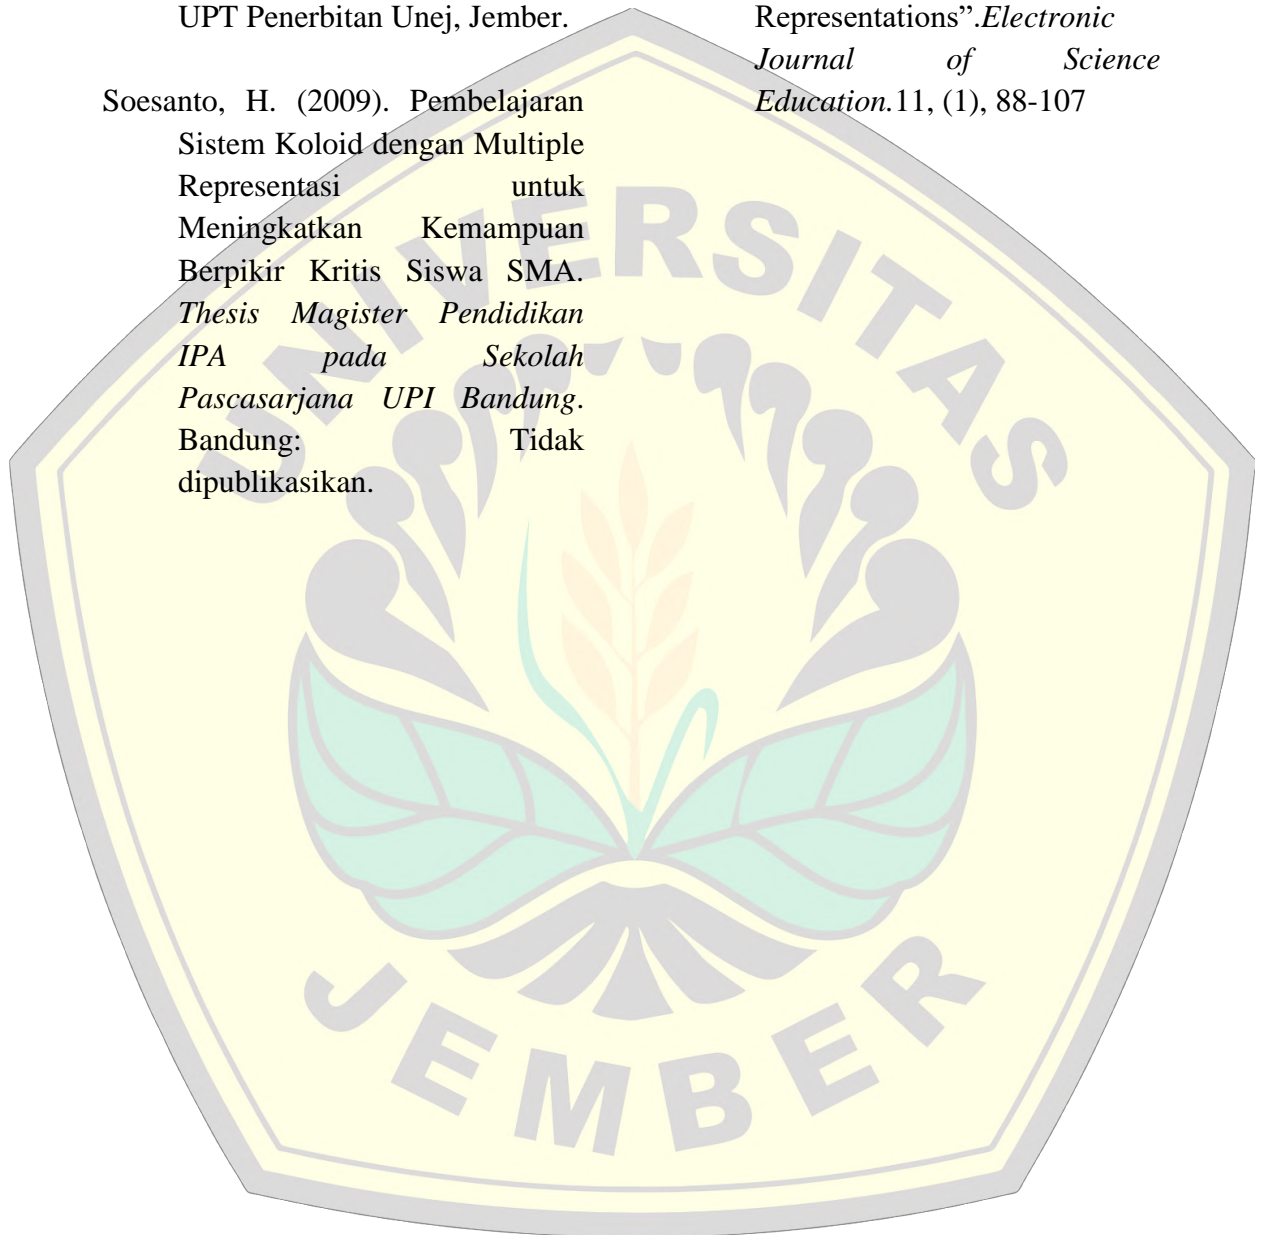 UPT Penerbitan Unej, Jember.
Soesanto, H. (2009). Pembelajaran
Sistem Koloid dengan Multiple
Representasi untuk
Meningkatkan Kemampuan
Berpikir Kritis Siswa SMA.
Thesis Magister Pendidikan
IPA pada Sekolah
Pascasarjana UPI Bandung.
Bandung: Tidak
dipublikasikan.
Representations”.Electronic
Journal of Science
Education.11, (1), 88-107
UNIVERSITAS
JEMBER